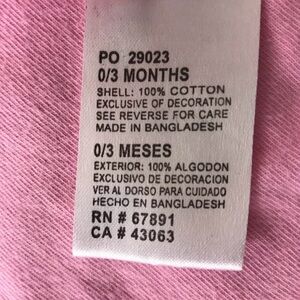 PO 29023
0/3 MONTHS
SHELL: 100% COTTON
EXCLUSIVE OF DECORATION
SEE REVERSE FOR CARE
MADE IN BANGLADESH
0/3 MESES
EXTERIOR: 100% ALGODON
EXCLUSIVO DE DECORACION
VER AL DORSO PARA CUIDADO
HECHO EN BANGLADESH
RN # 67891
CA # 43063